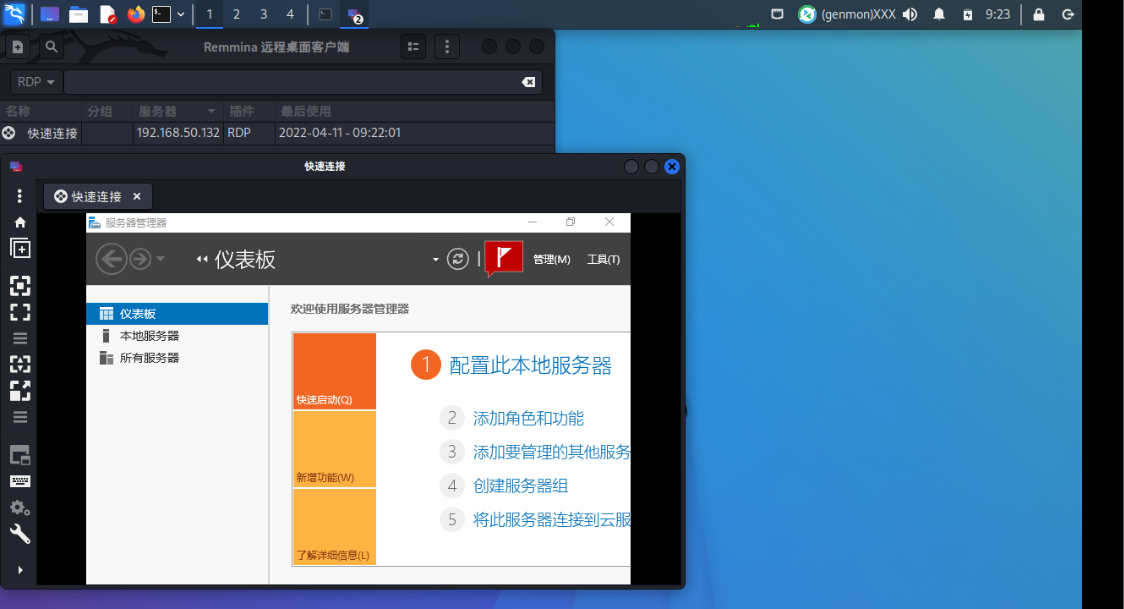 1 2 3 4 2 (genmon)XXX 9:23
Remmina 远程桌面客户端
RDP
名称 分组 服务器 插件 最后使用
快速连接 192.168.50.132 RDP 2022-04-11 - 09:22:01
快速连接
快速连接
服务器管理器
仪表板 管理(M) 工具(T)
欢迎使用服务器管理器
仪表板
本地服务器
所有服务器
快速启动(Q)
新增功能(W)
了解详细信息(L)
1 配置此本地服务器
2 添加角色和功能
3 添加要管理的其他服务
4 创建服务器组
5 将此服务器连接到云服